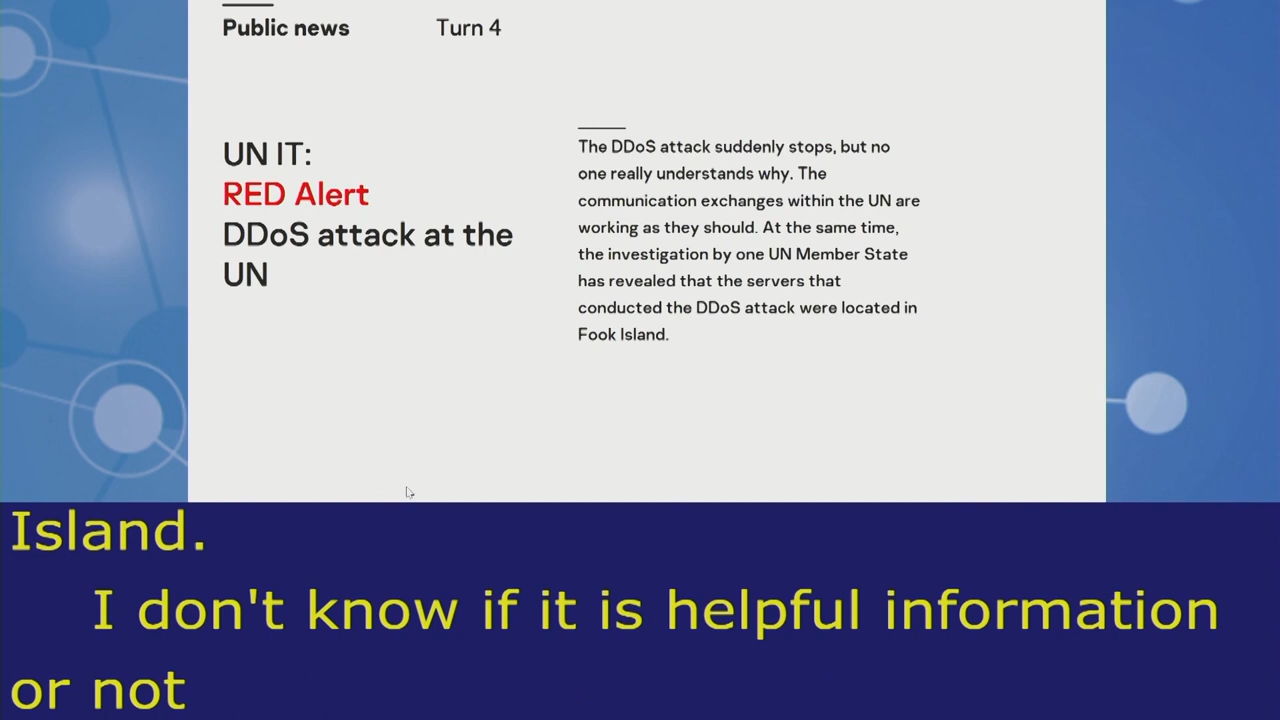 Public news
Turn 4
UN IT:
RED Alert
DDoS attack at the
UN
The DDoS attack suddenly stops, but no
one really understands why. The
communication exchanges within the UN are
working as they should. At the same time,
the investigation by one UN Member State
has revealed that the servers that
conducted the DDoS attack were located in
Fook Island.
Island.
I don't know if it is helpful information
or not